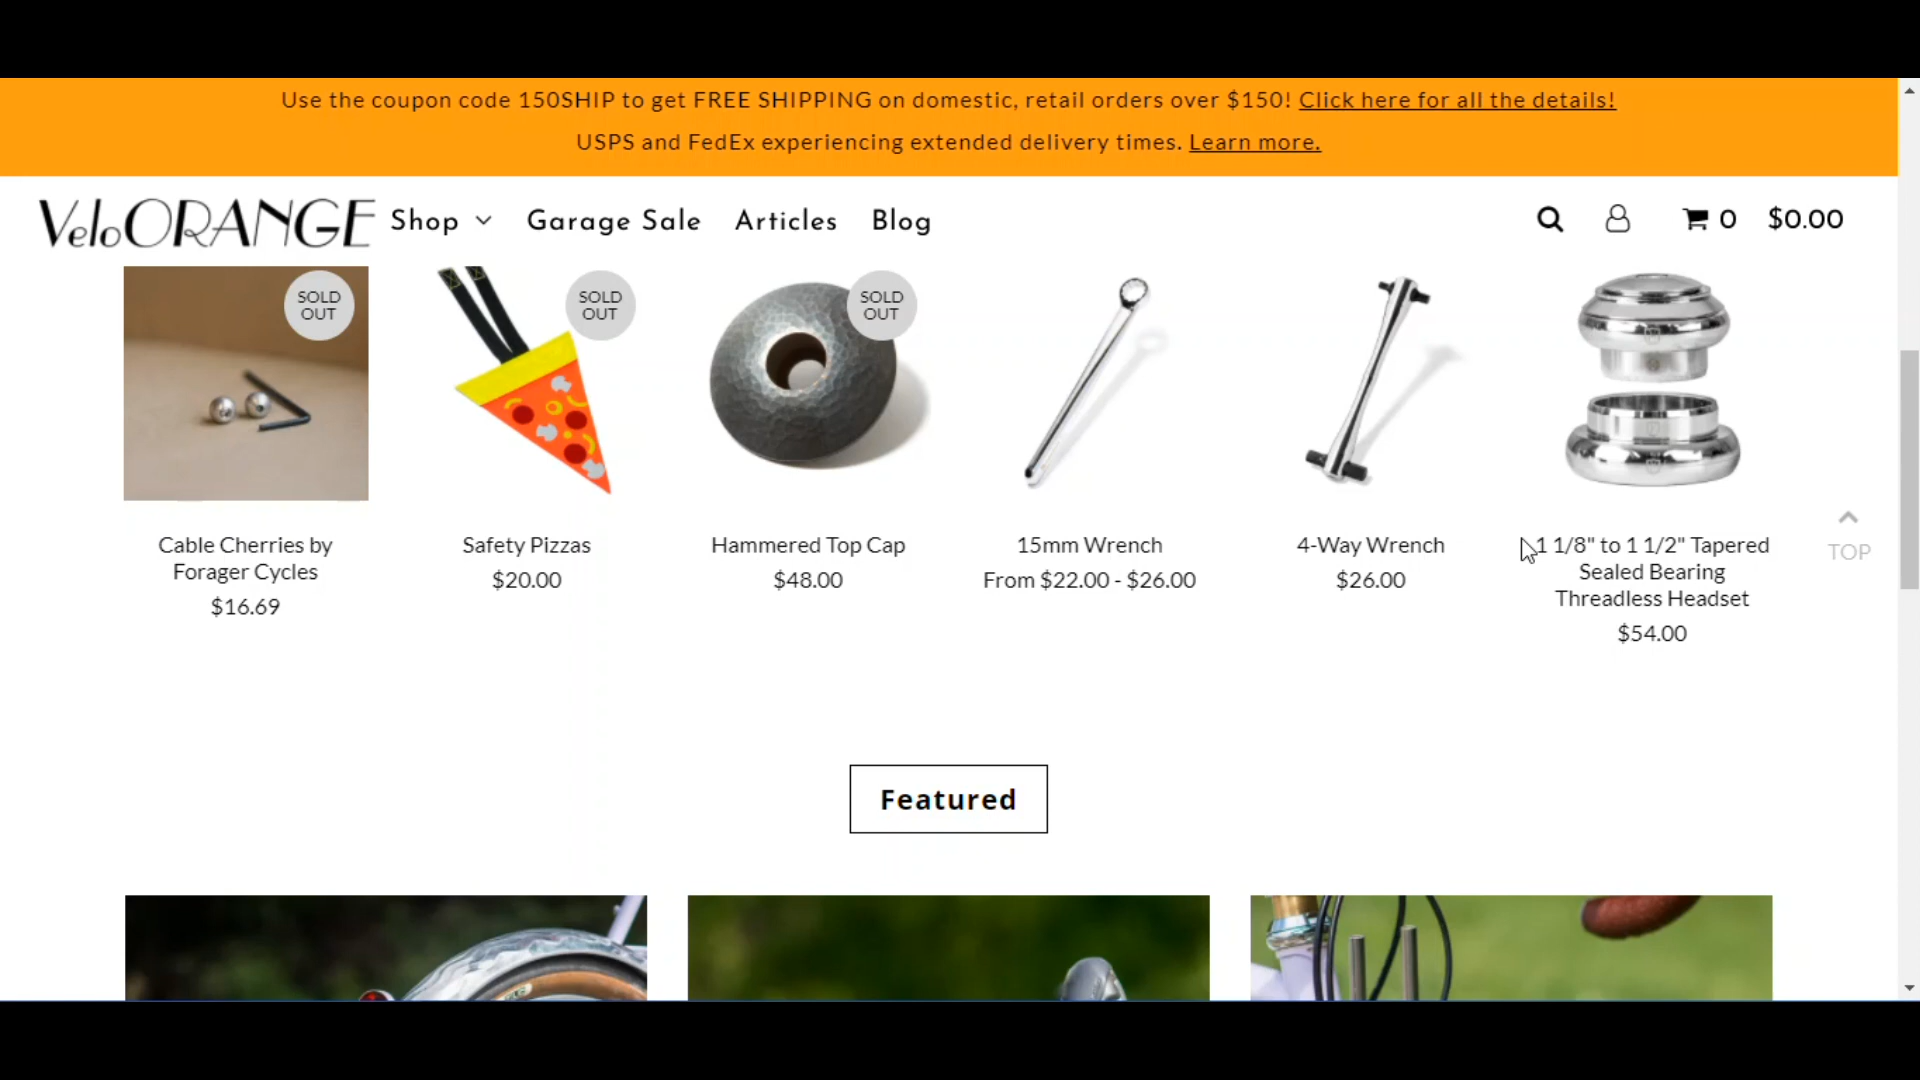 Use the coupon code 150SHIP to get FREE SHIPPING on domestic, retail orders over $150! Click here for all the details!
USPS and FedEx experiencing extended delivery times. Learn more.
VeloORANGE Shop Garage Sale Articles Blog 0 $0.00
SOLD OUT
SOLD OUT
SOLD OUT
Cable Cherries by
Forager Cycles
$16.69
Safety Pizzas
$20.00
Hammered Top Cap
$48.00
15mm Wrench
From $22.00 - $26.00
4-Way Wrench
$26.00
1 1/8" to 1 1/2" Tapered
Sealed Bearing
Threadless Headset
$54.00
TOP
Featured